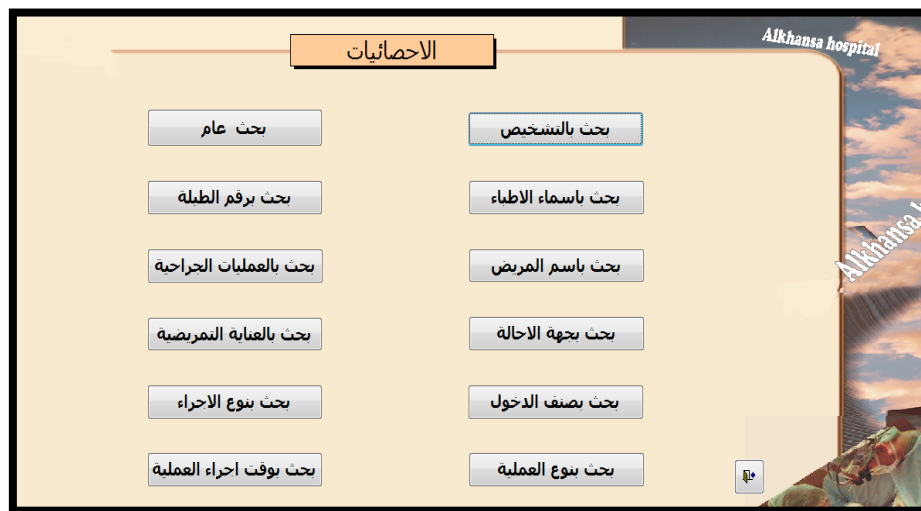 Alkhansa hospital
الاحصائيات
بحث بالتشخيص
بحث عام
بحث باسماء الاطباء
بحث برقم الطبلة
بحث باسم المريض
بحث بالعمليات الجراحية
بحث بجهة الاحالة
بحث بالعناية التمريضية
بحث بصنف الدخول
بحث بنوع الاجراء
بحث بنوع العملية
بحث بوقت اجراء العملية
Alkhansa